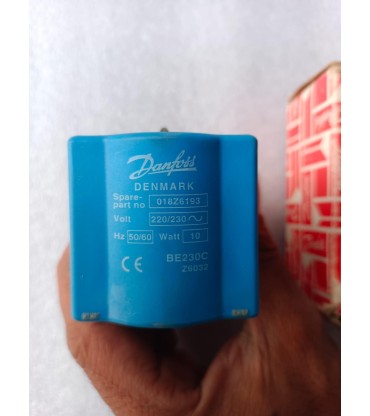 Danfoss
DENMARK
Spare-
part no 018Z6193
Volt 220/230 ~
Hz 50/60 Watt 10
CE BE230C
Z6032